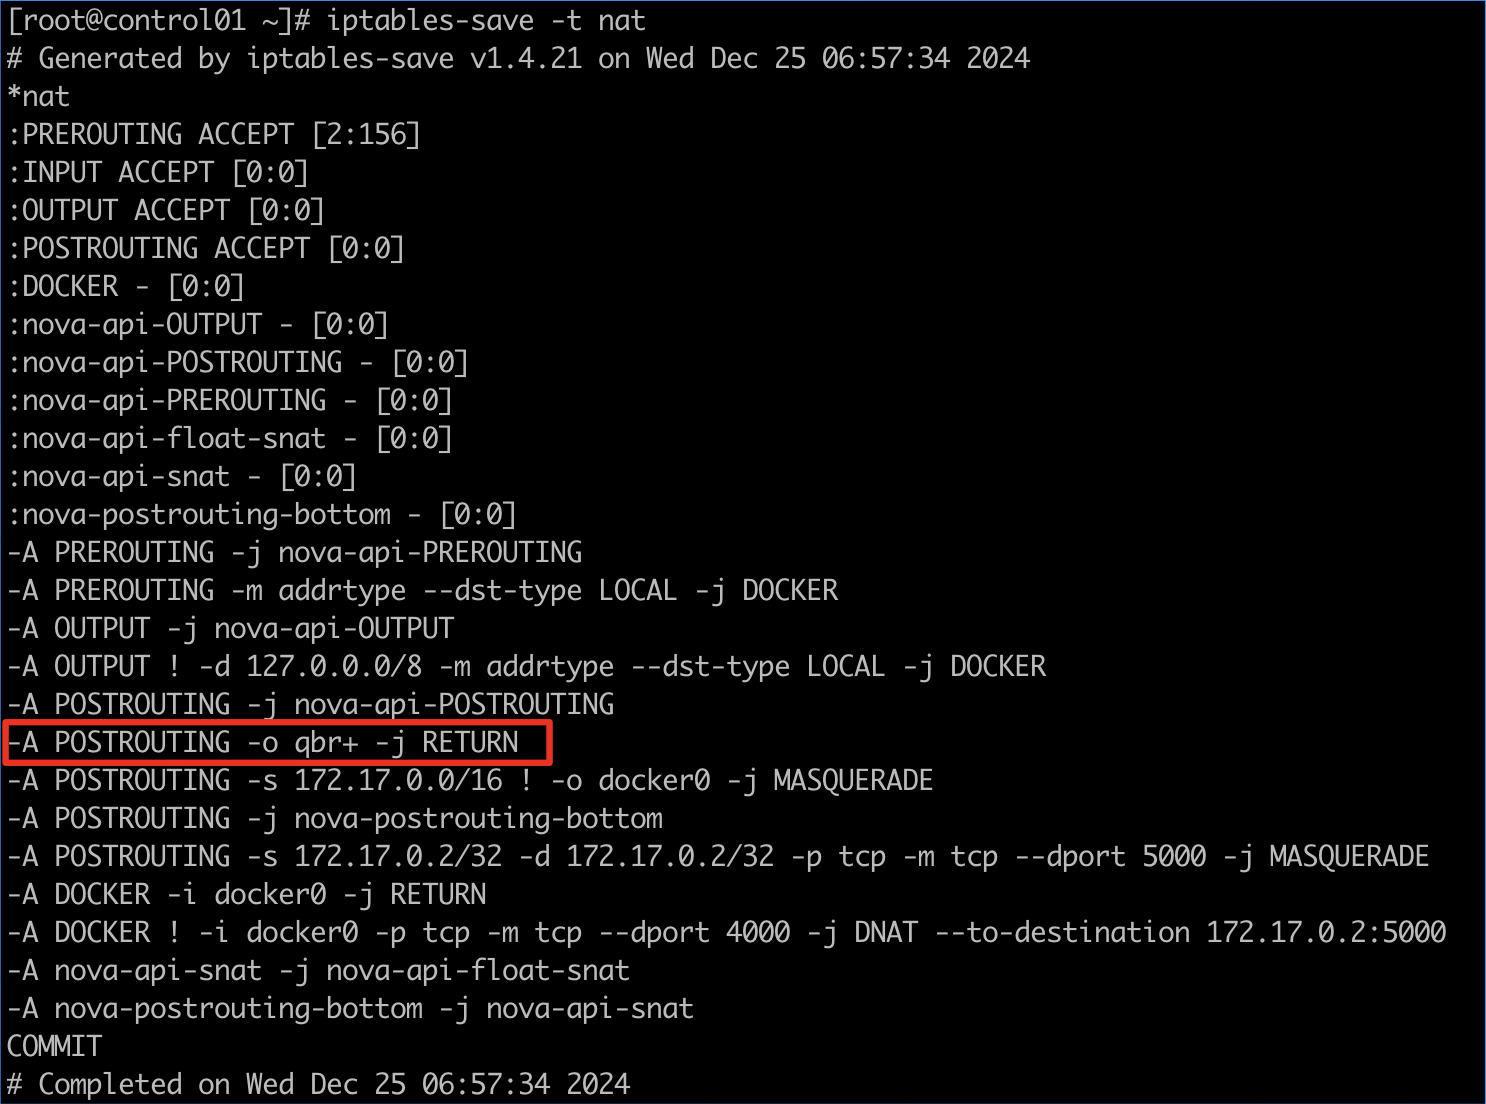 [root@control01 ~]# iptables-save -t nat
# Generated by iptables-save v1.4.21 on Wed Dec 25 06:57:34 2024
*nat
:PREROUTING ACCEPT [2:156]
:INPUT ACCEPT [0:0]
:OUTPUT ACCEPT [0:0]
:POSTROUTING ACCEPT [0:0]
:DOCKER - [0:0]
:nova-api-OUTPUT - [0:0]
:nova-api-POSTROUTING - [0:0]
:nova-api-PREROUTING - [0:0]
:nova-api-float-snat - [0:0]
:nova-api-snat - [0:0]
:nova-postrouting-bottom - [0:0]
-A PREROUTING -j nova-api-PREROUTING
-A PREROUTING -m addrtype --dst-type LOCAL -j DOCKER
-A OUTPUT -j nova-api-OUTPUT
-A OUTPUT ! -d 127.0.0.0/8 -m addrtype --dst-type LOCAL -j DOCKER
-A POSTROUTING -j nova-api-POSTROUTING
-A POSTROUTING -o qbr+ -j RETURN
-A POSTROUTING -s 172.17.0.0/16 ! -o docker0 -j MASQUERADE
-A POSTROUTING -j nova-postrouting-bottom
-A POSTROUTING -s 172.17.0.2/32 -d 172.17.0.2/32 -p tcp -m tcp --dport 5000 -j MASQUERADE
-A DOCKER -i docker0 -j RETURN
-A DOCKER ! -i docker0 -p tcp -m tcp --dport 4000 -j DNAT --to-destination 172.17.0.2:5000
-A nova-api-snat -j nova-api-float-snat
-A nova-postrouting-bottom -j nova-api-snat
COMMIT
# Completed on Wed Dec 25 06:57:34 2024